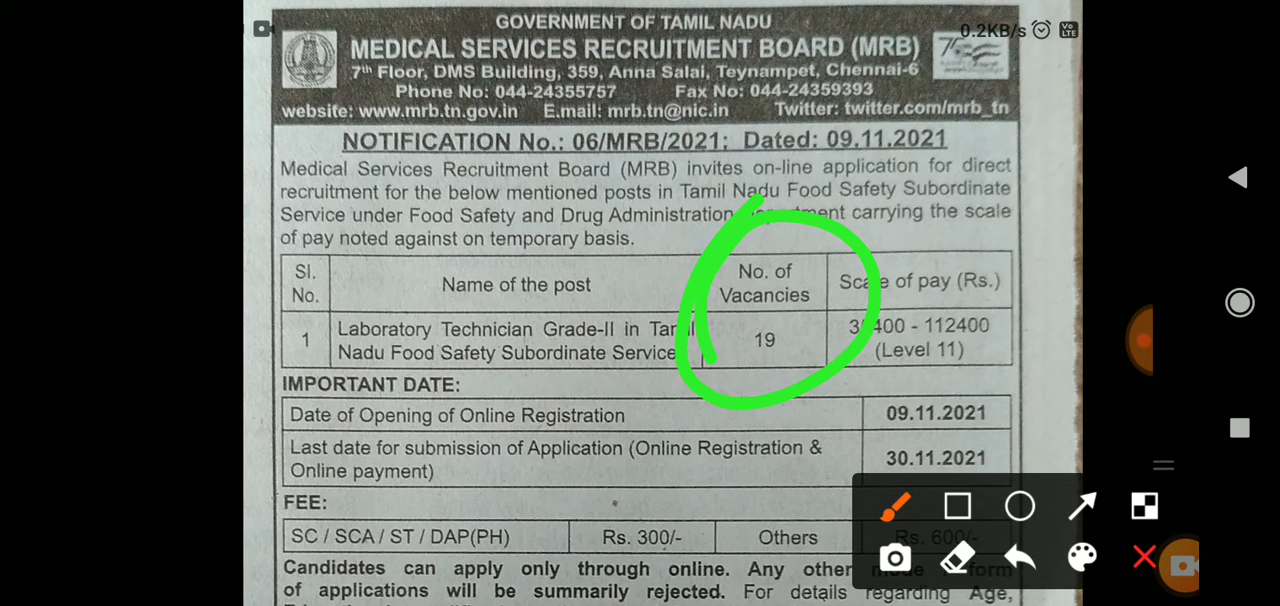 GOVERNMENT OF TAMIL NADU
MEDICAL SERVICES RECRUITMENT BOARD (MRB)
7th Floor, DMS Building, 359, Anna Salai, Teynampet, Chennai-6
Phone No: 044-24355757 Fax No: 044-24359393
website: www.mrb.tn.gov.in E.mail: mrb.tn@nic.in Twitter: twitter.com/mrb_tn
0.2KB/s
Vo LTE
NOTIFICATION No.: 06/MRB/2021; Dated: 09.11.2021
Medical Services Recruitment Board (MRB) invites on-line application for direct
recruitment for the below mentioned posts in Tamil Nadu Food Safety Subordinate
Service under Food Safety and Drug Administration carrying the scale
of pay noted against on temporary basis.
Sl. No. Name of the post No. of Vacancies Scale of pay (Rs.)
1 Laboratory Technician Grade-II in Tamil Nadu Food Safety Subordinate Service 19 - 112400 (Level 11)
IMPORTANT DATE:
Date of Opening of Online Registration 09.11.2021
Last date for submission of Application (Online Registration &
Online payment) 30.11.2021
FEE:
SC / SCA / ST / DAP(PH) Rs. 300/- Others Rs. 600/-
Candidates can apply only through online. Any other mode form
of applications will be summarily rejected. For details regarding Age,